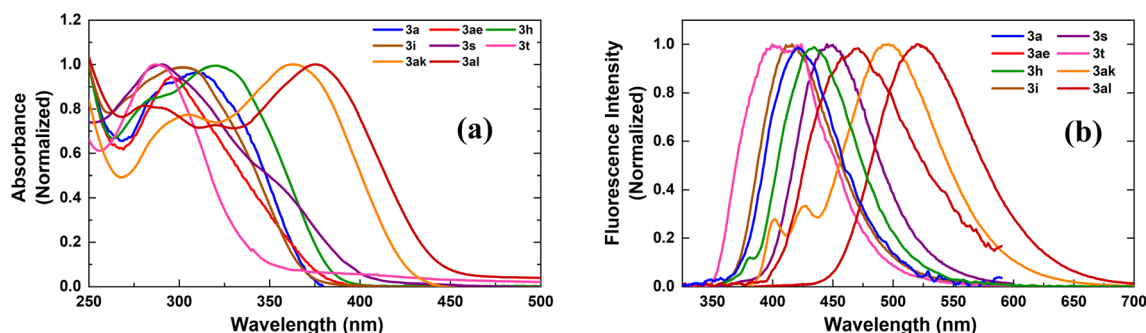 1.2
1.0
0.8
0.6
0.4
0.2
0.0
250 300 350 400 450 500
Absorbance
(Normalized)
Wavelength (nm)
3a 3ae 3h
3i 3s 3t
3ak 3al
(a)
(b)
1.0
0.8
0.6
0.4
0.2
0.0
350 400 450 500 550 600 650 700
Fluorescence Intensity
(Normalized)
Wavelength (nm)
3a 3s
3ae 3t
3h 3ak
3i 3al